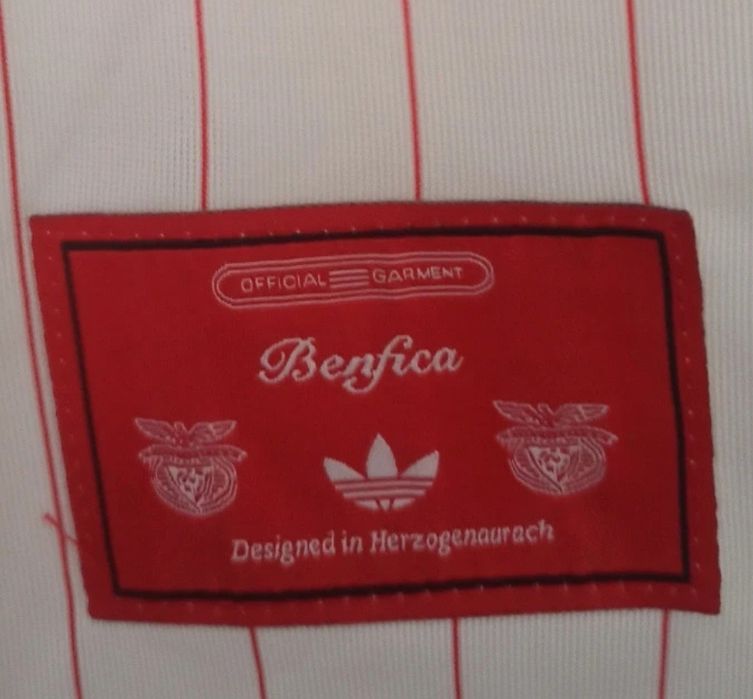 OFFICIAL GARMENT
Benfica
Designed in Herzogenaurach